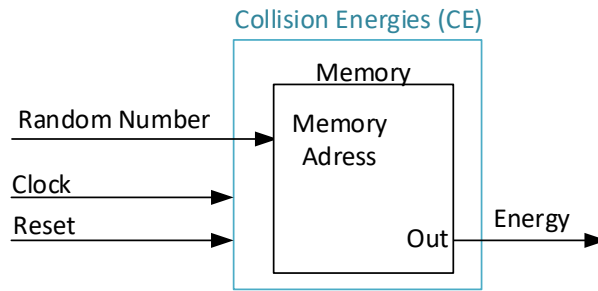 Collision Energies (CE)
Memory
Random Number
Memory
Adress
Clock
Reset
Out
Energy